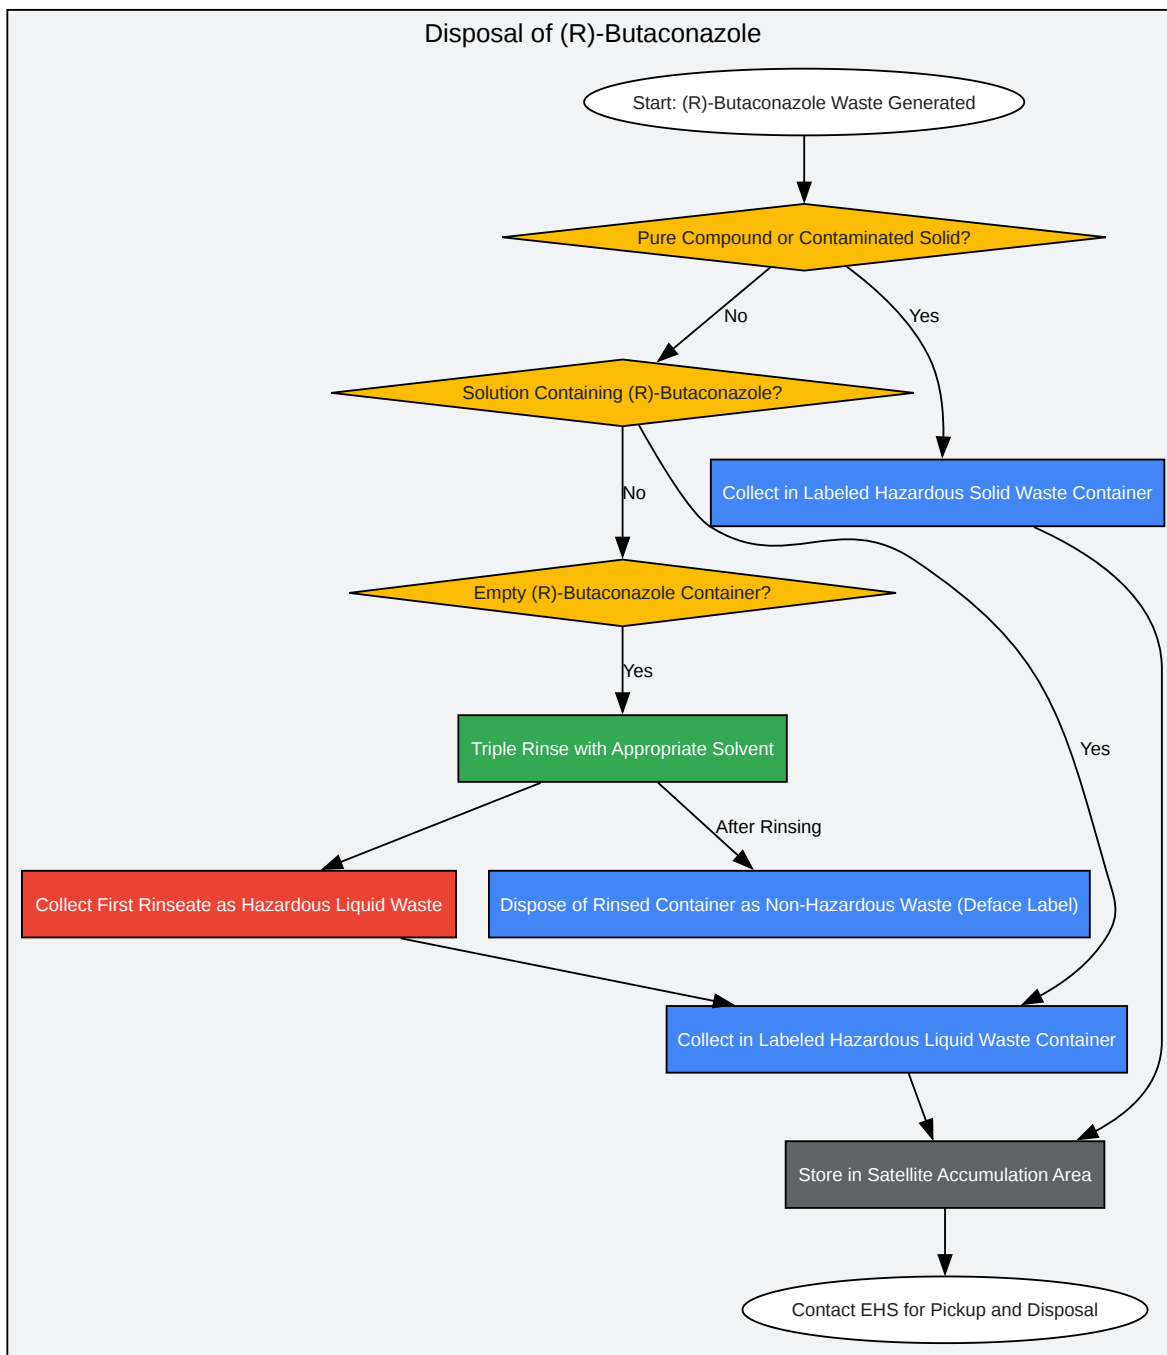 Disposal of (R)-Butaconazole
Start: (R)-Butaconazole Waste Generated
Pure Compound or Contaminated Solid?
No
Yes
Solution Containing (R)-Butaconazole?
Collect in Labeled Hazardous Solid Waste Container
No
Empty (R)-Butaconazole Container?
Yes
Triple Rinse with Appropriate Solvent
Yes
After Rinsing
Collect First Rinseate as Hazardous Liquid Waste
Dispose of Rinsed Container as Non-Hazardous Waste (Deface Label)
Collect in Labeled Hazardous Liquid Waste Container
Store in Satellite Accumulation Area
Contact EHS for Pickup and Disposal